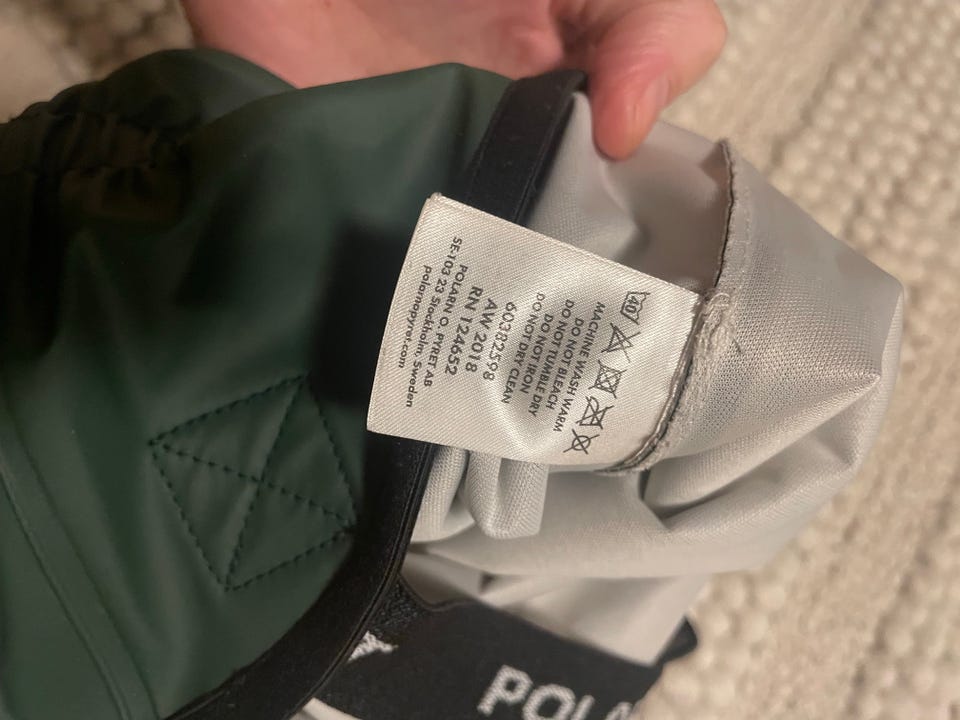 40
MACHINE WASH WARM
DO NOT BLEACH
DO NOT TUMBLE DRY
DO NOT IRON
DO NOT DRY CLEAN
60382598
AW 2018
RN 124652
POLARN O. PYRET AB
SE-103 23 Stockholm, Sweden
polarnopyret.com
POLA